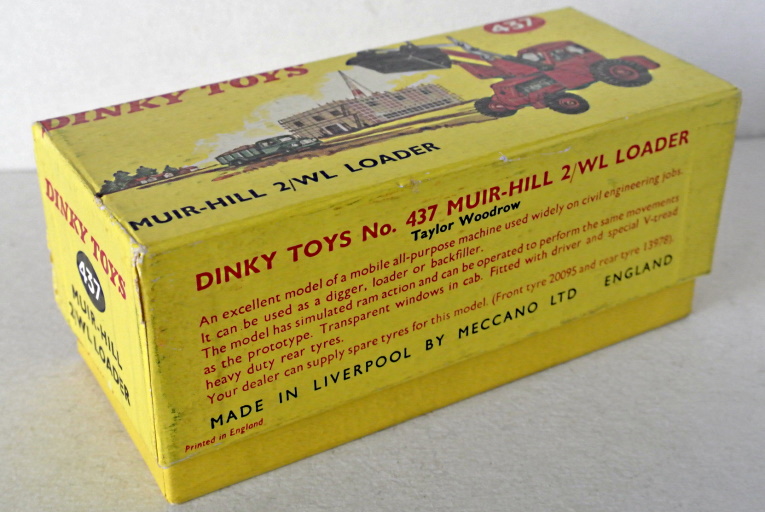 437
DINKY TOYS
MUIR-HILL 2/WL LOADER
DINKY TOYS
437
MUIR-HILL
2/WL LOADER
DINKY TOYS No. 437 MUIR-HILL 2/WL LOADER
Taylor Woodrow
An excellent model of a mobile all-purpose machine used widely on civil engineering jobs.
It can be used as a digger, loader or backfiller.
The model has simulated ram action and can be operated to perform the same movements
as the prototype. Transparent windows in cab. Fitted with driver and special V-tread
heavy duty rear tyres.
Your dealer can supply spare tyres for this model. (Front tyre 20095 and rear tyre 13978).
MADE IN LIVERPOOL BY MECCANO LTD ENGLAND
Printed in England.